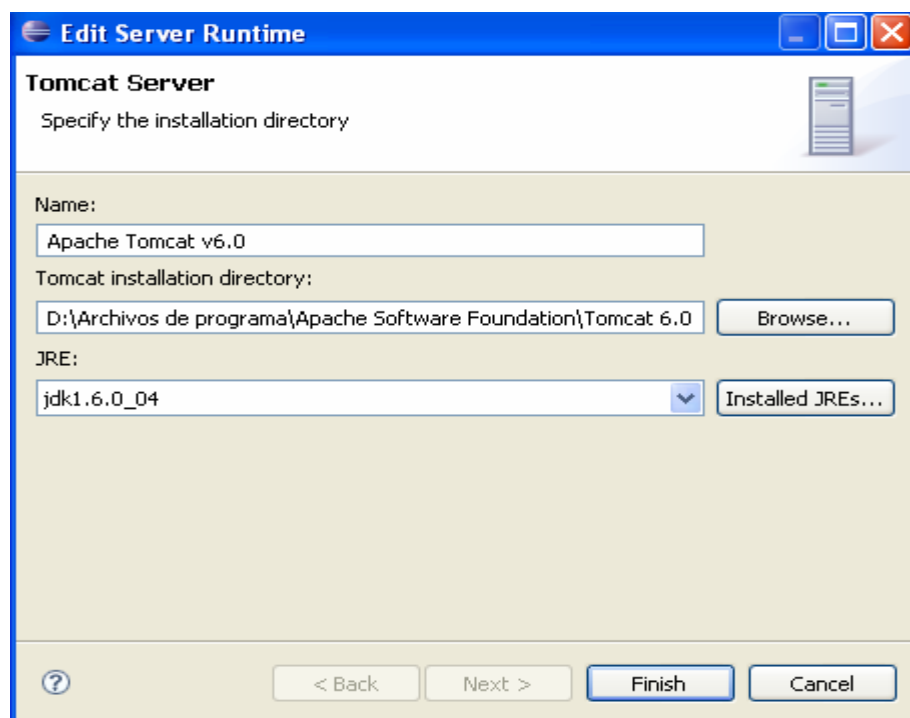 Edit Server Runtime
Tomcat Server
Specify the installation directory
Name:
Apache Tomcat v6.0
Tomcat installation directory:
D:\Archivos de programa\Apache Software Foundation\Tomcat 6.0
Browse...
JRE:
jdk1.6.0_04
Installed JREs...
?
< Back
Next >
Finish
Cancel